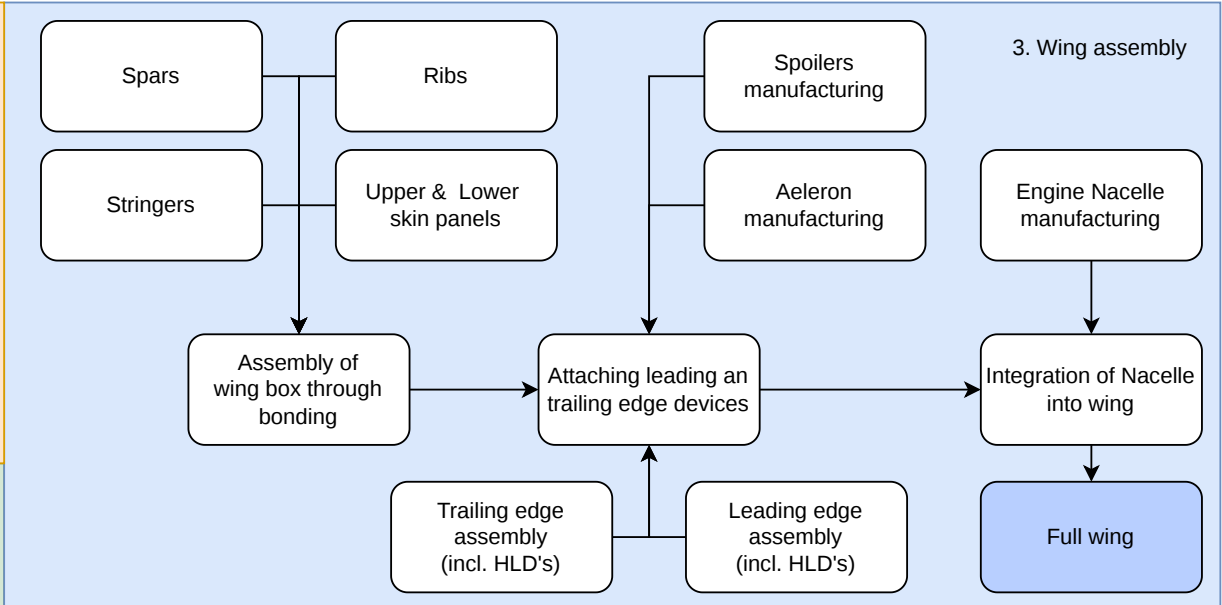 3. Wing assembly
Spars
Ribs
Spoilers
manufacturing
Stringers
Upper & Lower
skin panels
Aeleron
manufacturing
Engine Nacelle
manufacturing
Assembly of
wing box through
bonding
Attaching leading an
trailing edge devices
Integration of Nacelle
into wing
Trailing edge
assembly
(incl. HLD's)
Leading edge
assembly
(incl. HLD's)
Full wing